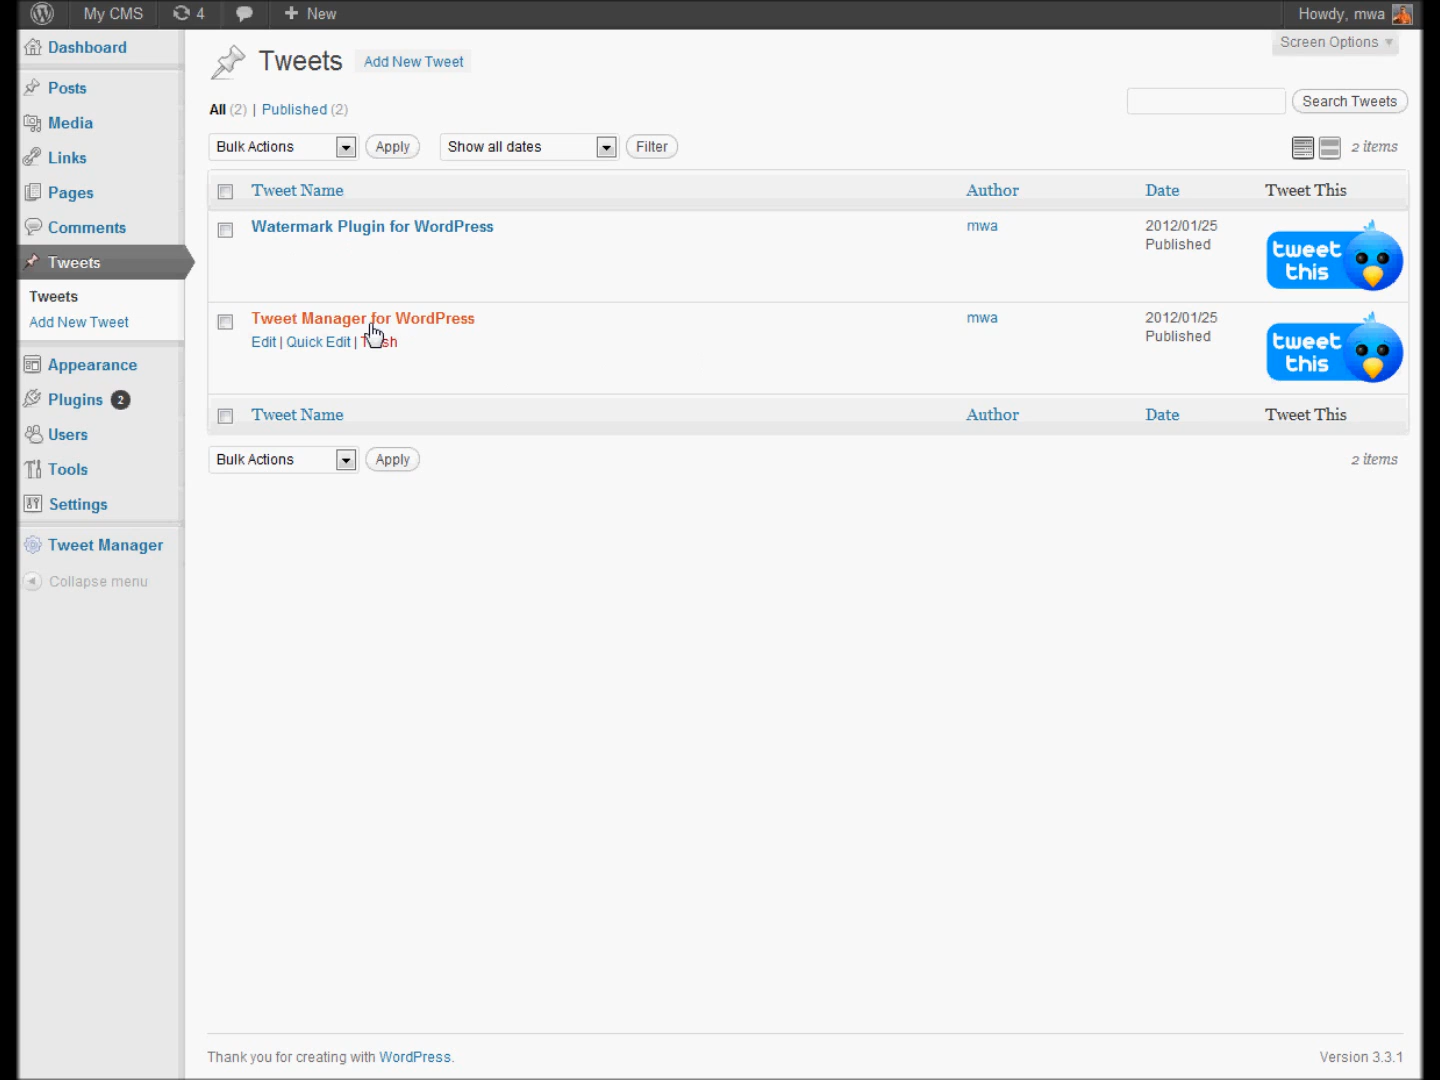 My CMS 4 + New Howdy, mwa
Dashboard
Posts
Media
Links
Pages
Comments
Tweets
Tweets
Add New Tweet
Appearance
Plugins 2
Users
Tools
Settings
Tweet Manager
Collapse menu
Screen Options
Tweets Add New Tweet
All (2) | Published (2)
Search Tweets
Bulk Actions Apply Show all dates Filter 2 items
Tweet Name Author Date Tweet This
Watermark Plugin for WordPress mwa 2012/01/25
Published
tweet
this
Tweet Manager for WordPress mwa 2012/01/25
Published
Edit | Quick Edit |
tweet
this
Tweet Name Author Date Tweet This
Bulk Actions Apply 2 items
Thank you for creating with WordPress. Version 3.3.1